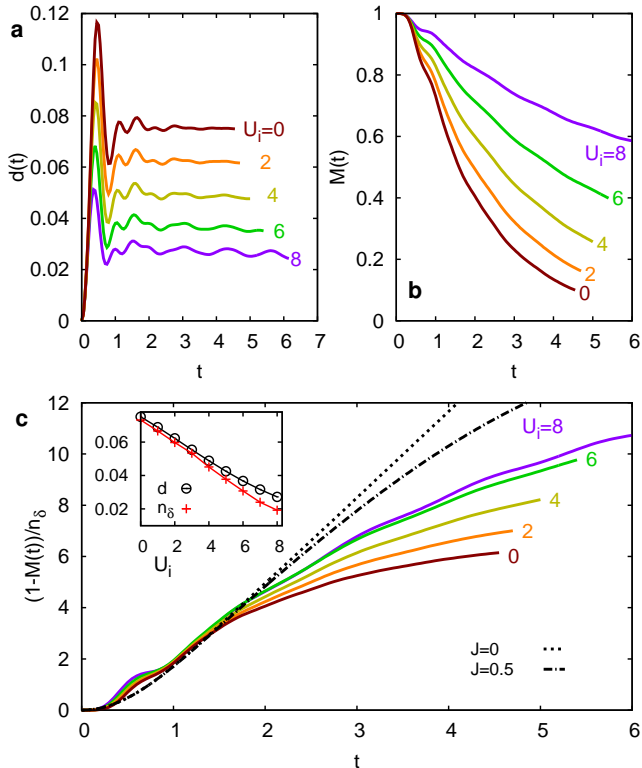 a
d(t)
0.12
0.1
0.08
0.06
0.04
0.02
0
U_i=0
2
4
6
8
0 1 2 3 4 5 6 7
t
b
M(t)
1
0.8
0.6
0.4
0.2
0
U_i=8
6
4
2
0
0 1 2 3 4 5 6
t
c
(1-M(t))/n_δ
12
10
8
6
4
2
0
0.06
0.04
0.02
d
n_δ
0 2 4 6 8
U_i
U_i=8
6
4
2
0
J=0
J=0.5
0 1 2 3 4 5 6
t